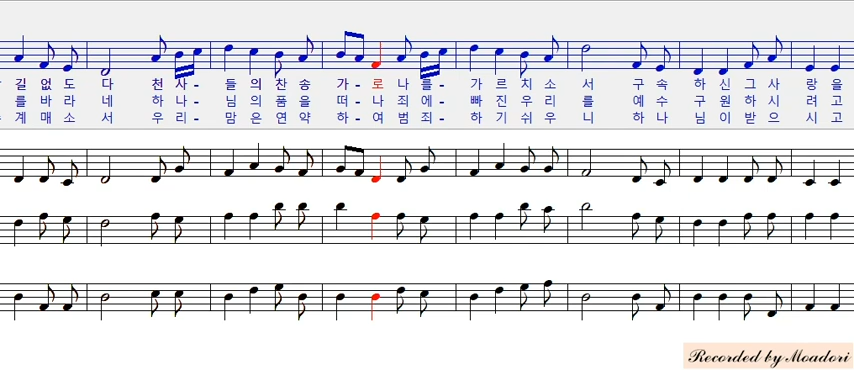 길 없 도 다 천 사 - 들 의 찬 송 가 - 로 나 를 - 가 르 치 소 서 구 속 하 신 그 사 랑 을
를 바 라 네 하 나 - 님 의 품 을 떠 - 나 죄 에 - 빠 진 우 리 를 예 수 구 원 하 시 려 고
계 매 소 서 우 리 - 맘 은 연 약 하 - 여 범 죄 - 하 기 쉬 우 니 하 나 님 이 받 으 시 고
Recorded by Moadori